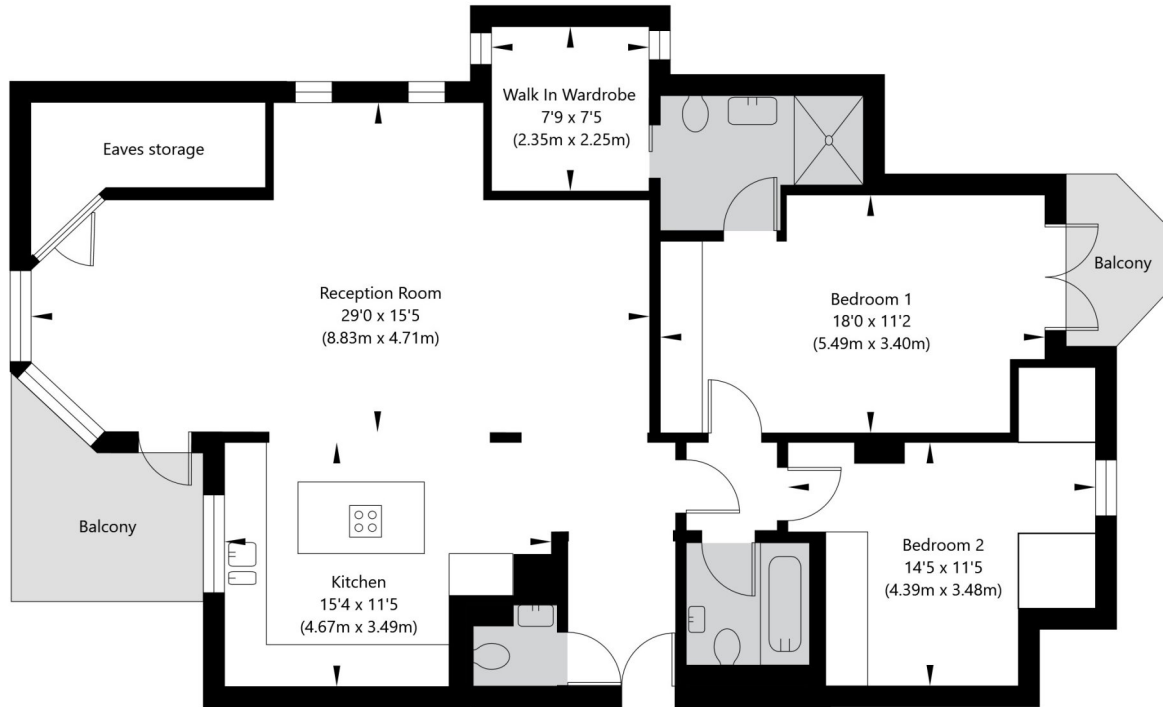 Walk In Wardrobe
7'9 x 7'5
(2.35m x 2.25m)
Eaves storage
Reception Room
29'0 x 15'5
(8.83m x 4.71m)
Bedroom 1
18'0 x 11'2
(5.49m x 3.40m)
Balcony
Balcony
Kitchen
15'4 x 11'5
(4.67m x 3.49m)
Bedroom 2
14'5 x 11'5
(4.39m x 3.48m)